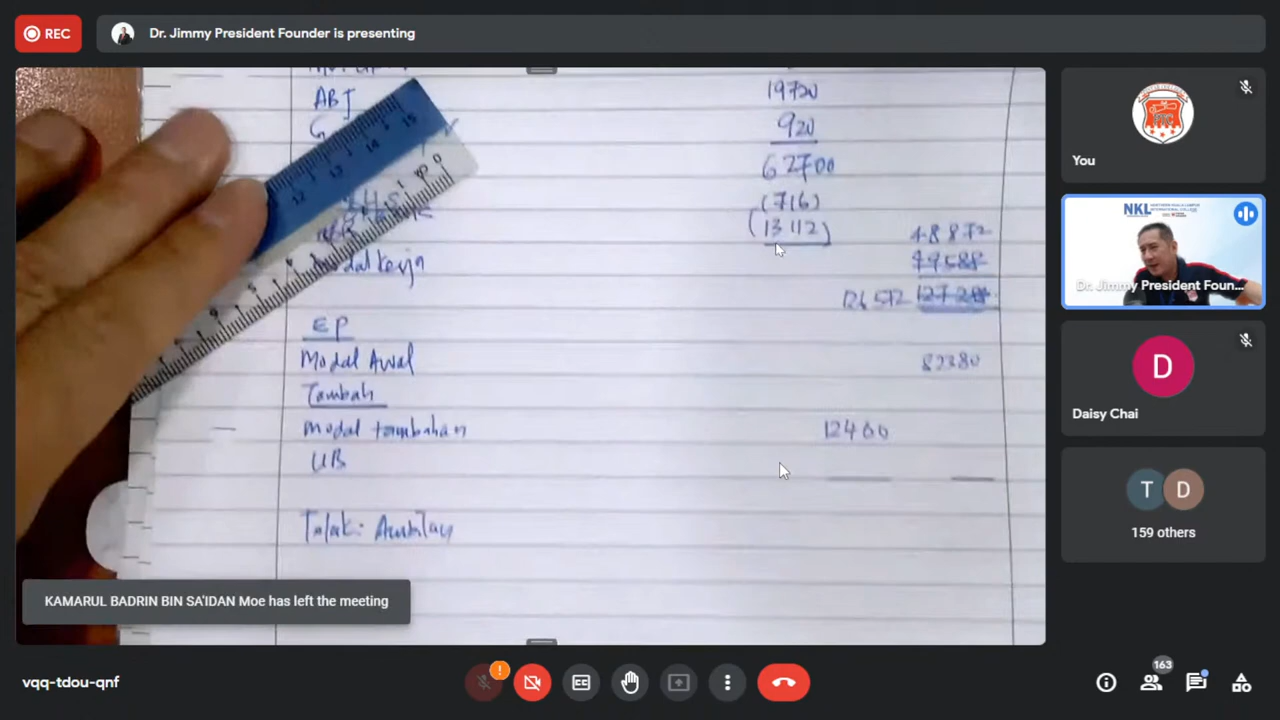 REC
Dr. Jimmy President Founder is presenting
ABJ 19720
G 920
62700
(716)
(13112) 48872
Modal kerja 49588
126572 127288
EP
Modal Awal 82380
Tambah
Modal tambahan 12400
UB
Tolak: Ambilan
You
NKL
Dr. Jimmy President Foun...
D
Daisy Chai
T D
159 others
KAMARUL BADRIN BIN SA'IDAN Moe has left the meeting
vqq-tdou-qnf
163